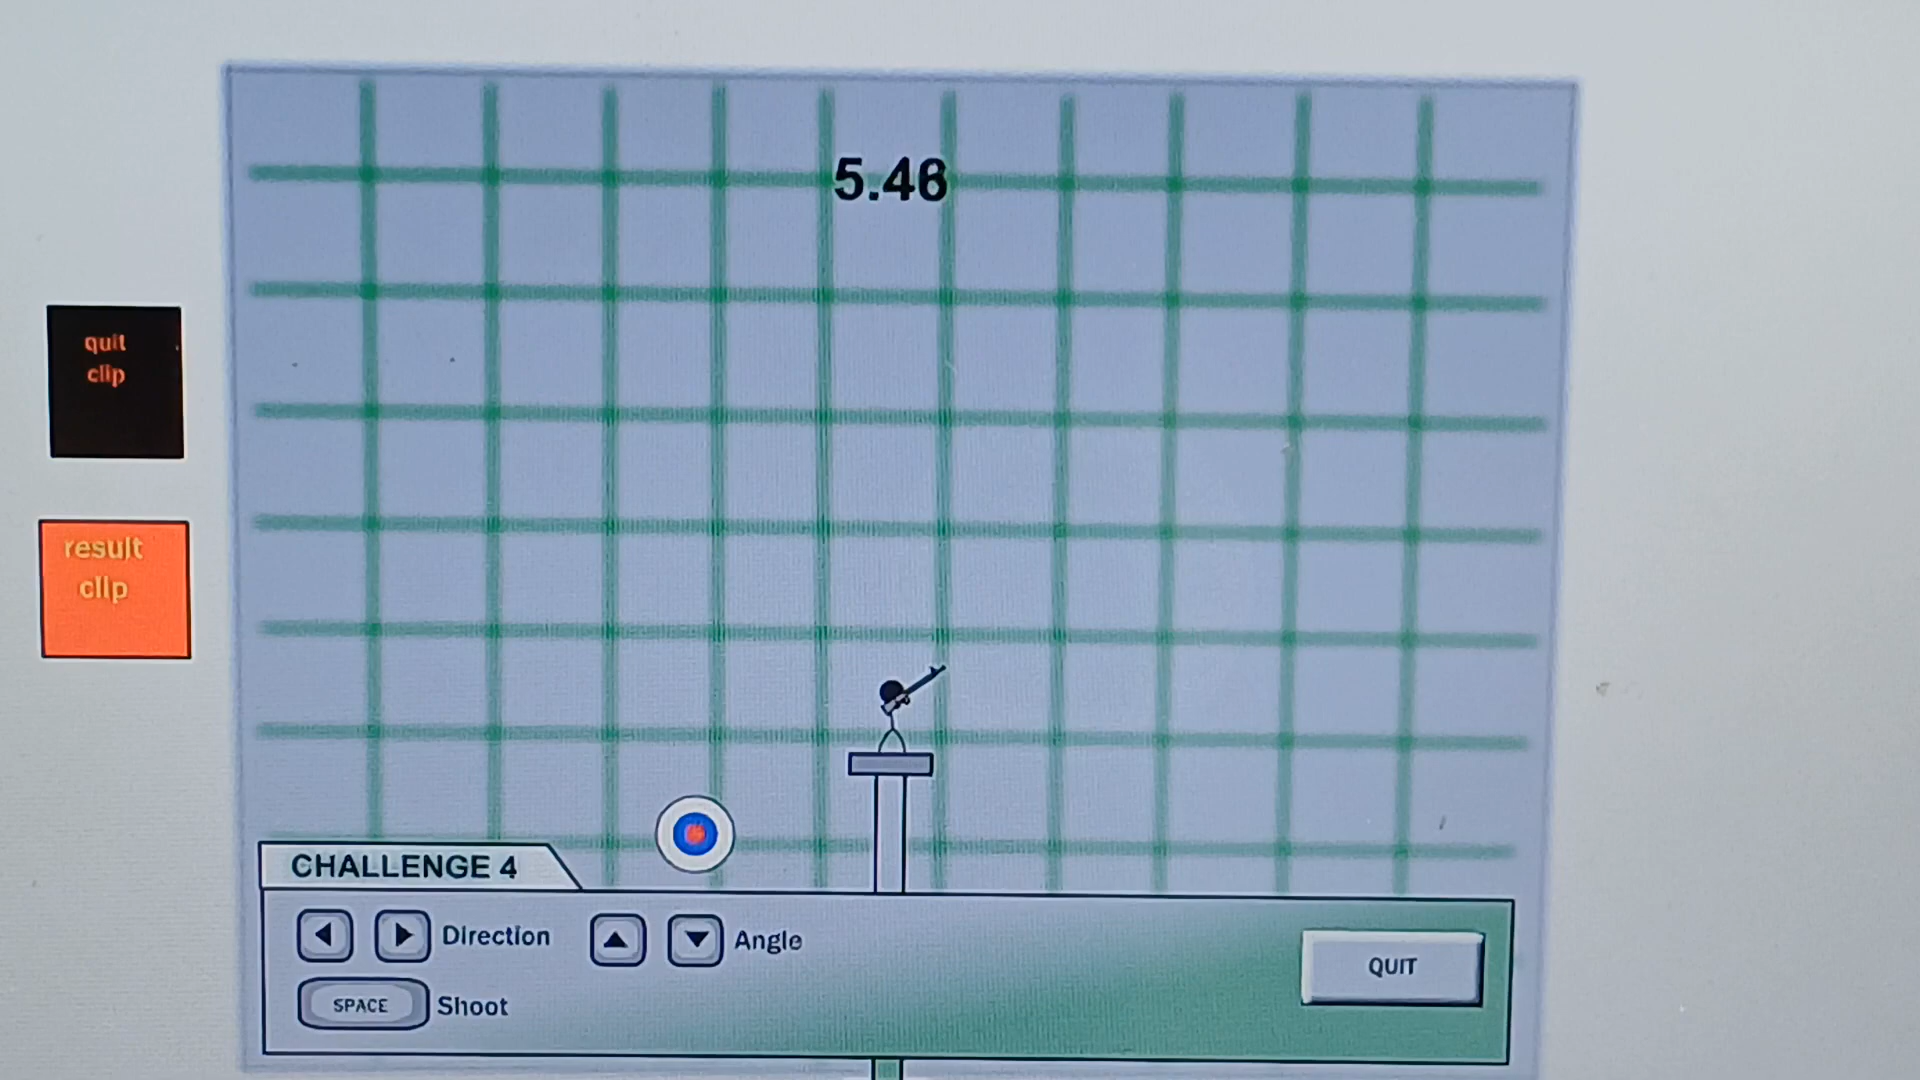 5.46
quit
clip
result
clip
CHALLENGE 4
Direction
Angle
QUIT
SPACE
Shoot